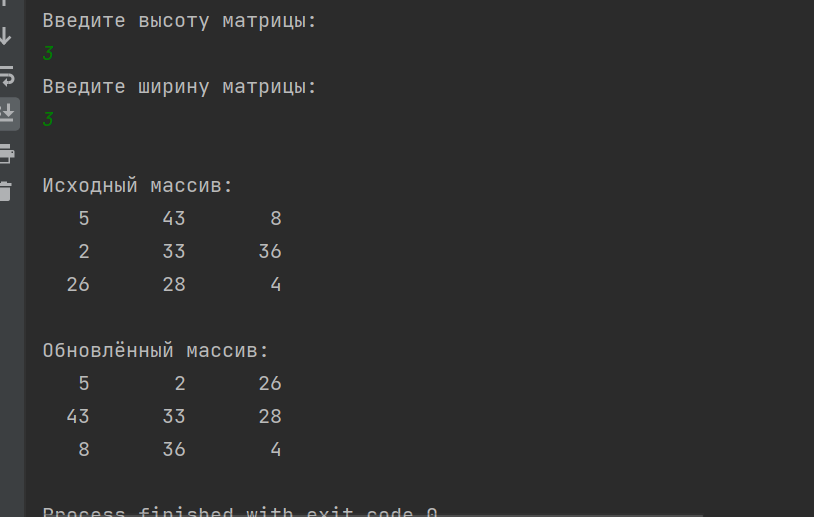 Введите высоту матрицы:
3
Введите ширину матрицы:
3
Исходный массив:
5 43 8
2 33 36
26 28 4
Обновлённый массив:
5 2 26
43 33 28
8 36 4
Process finished with exit code 0